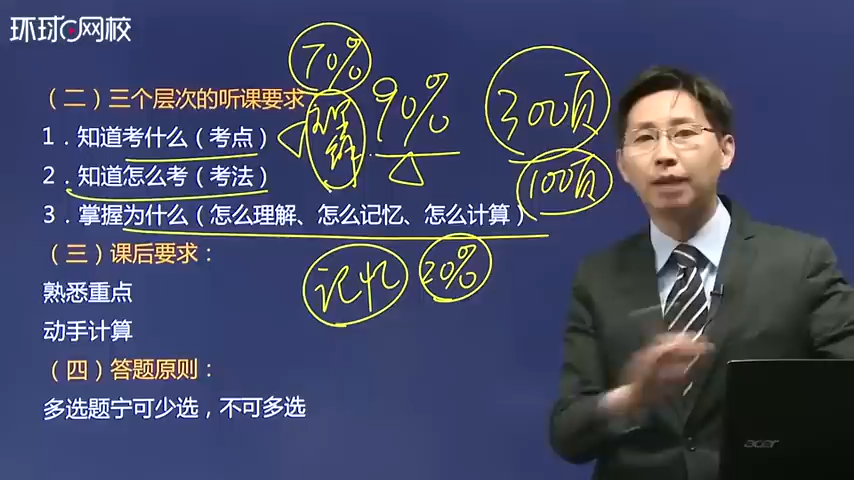 环球网校
70%
（二）三个层次的听课要求
理解
90%
300页
1．知道考什么（考点）
2．知道怎么考（考法）
100页
3．掌握为什么（怎么理解、怎么记忆、怎么计算）
（三）课后要求：
记忆
20%
熟悉重点
动手计算
（四）答题原则：
多选题宁可少选，不可多选
acer